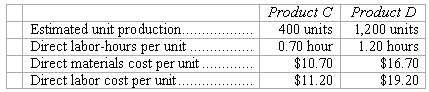 Product C Product D
Estimated unit production.................. 400 units 1,200 units
Direct labor-hours per unit ................ 0.70 hour 1.20 hours
Direct materials cost per unit ............. $10.70 $16.70
Direct labor cost per unit................... $11.20 $19.20